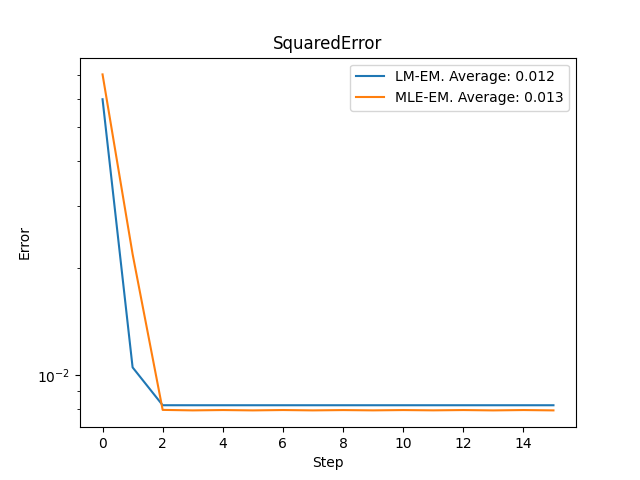 SquaredError
LM-EM. Average: 0.012
MLE-EM. Average: 0.013
Error
10⁻²
0 2 4 6 8 10 12 14
Step